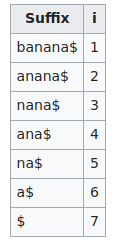 Suffix i
banana$ 1
anana$ 2
nana$ 3
ana$ 4
na$ 5
a$ 6
$ 7